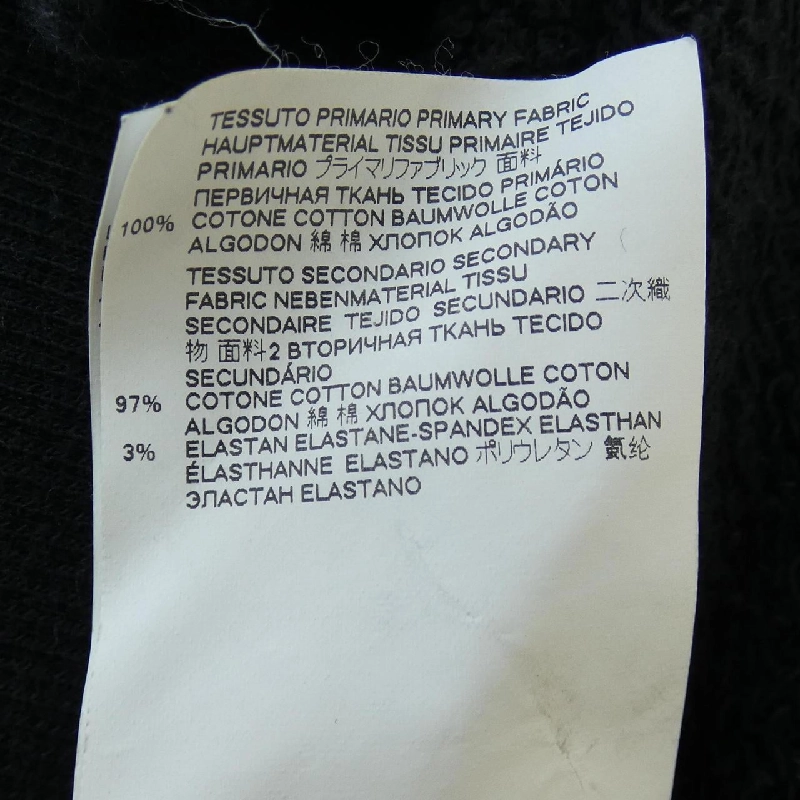 TESSUTO PRIMARIO PRIMARY FABRIC
HAUPTMATERIAL TISSU PRIMAIRE TEJIDO
PRIMARIO プライマリファブリック 面料
ПЕРВИЧНАЯ ТКАНЬ TECIDO PRIMÁRIO
100% COTONE COTTON BAUMWOLLE COTON
ALGODON 綿 棉 ХЛОПОК ALGODÃO
TESSUTO SECONDARIO SECONDARY
FABRIC NEBENMATERIAL TISSU
SECONDAIRE TEJIDO SECUNDARIO 二次織
物 面料2 ВТОРИЧНАЯ ТКАНЬ TECIDO
SECUNDÁRIO
97% COTONE COTTON BAUMWOLLE COTON
ALGODON 綿 棉 ХЛОПОК ALGODÃO
3% ELASTAN ELASTANE-SPANDEX ELASTHAN
ÉLASTHANNE ELASTANO ポリウレタン 氨纶
ЭЛАСТАН ELASTANO